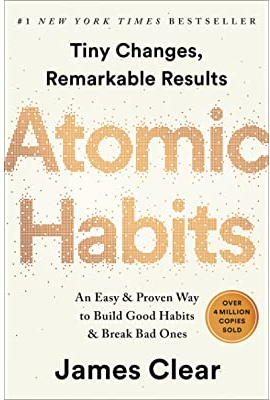 #1 NEW YORK TIMES BESTSELLER
Tiny Changes,
Remarkable Results
Atomic
Habits
An Easy & Proven Way
to Build Good Habits
& Break Bad Ones
OVER
4 MILLION
COPIES
SOLD
James Clear